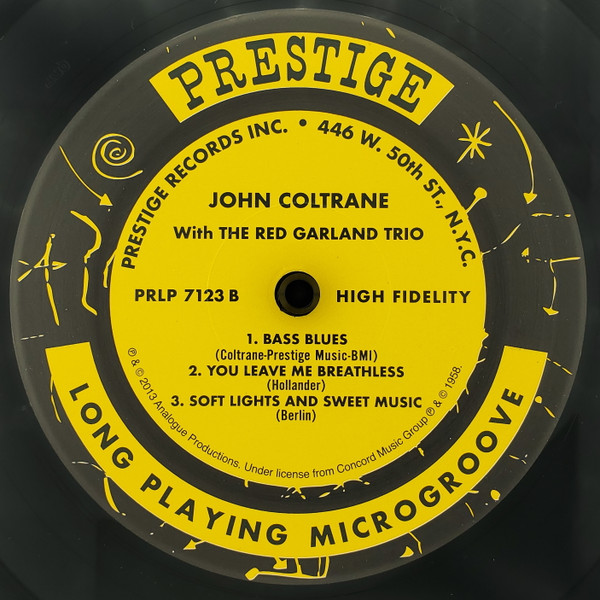 PRESTIGE
PRESTIGE RECORDS INC. • 446 W. 50th ST., N.Y.C.
JOHN COLTRANE
With THE RED GARLAND TRIO
PRLP 7123 B
HIGH FIDELITY
1. BASS BLUES
(Coltrane-Prestige Music-BMI)
2. YOU LEAVE ME BREATHLESS
(Hollander)
3. SOFT LIGHTS AND SWEET MUSIC
(Berlin)
℗ & © 2013 Analogue Productions. Under license from Concord Music Group ℗ & © 1958.
LONG PLAYING MICROGROOVE